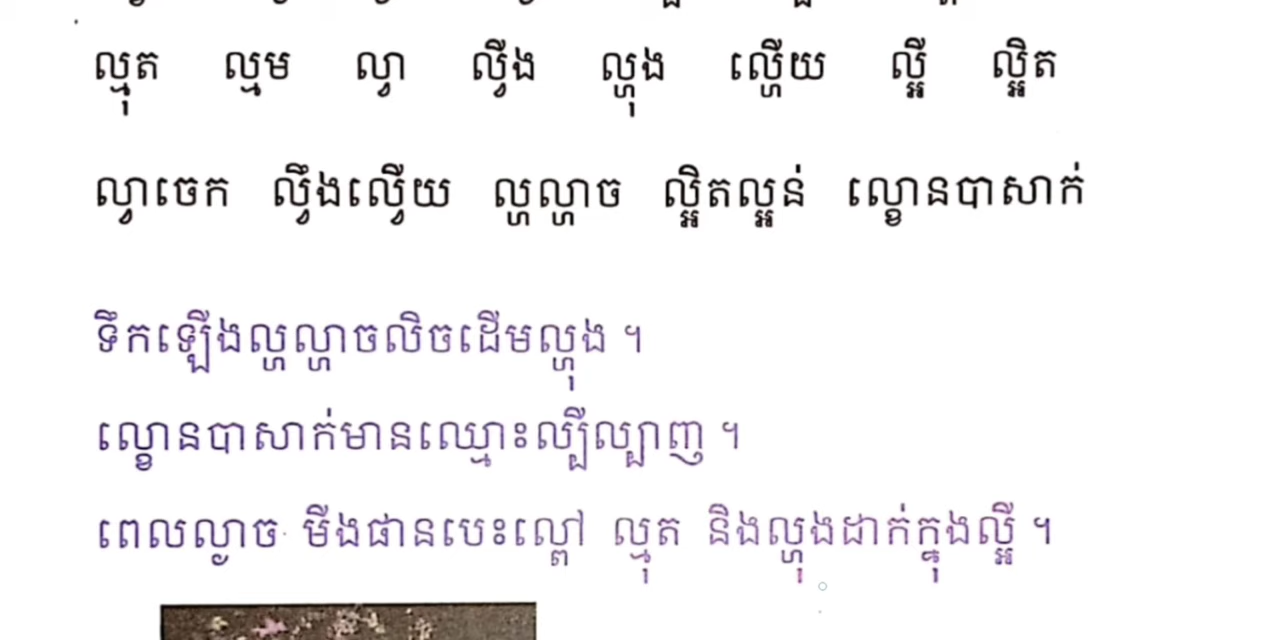 ល្មុត ល្មម ល្វា ល្វីង ល្ហុង ល្ហើយ ល្អី ល្អិត
ល្វាចេក ល្វឹងល្វើយ ល្ហល្ហាច ល្អិតល្អន់ ល្ខោនបាសាក់
ទឹកឡើងល្ហល្ហាចលិចដើមល្ហុង ។
ល្ខោនបាសាក់មានឈ្មោះល្បីល្បាញ ។
ពេលល្ងាច មីងផានបេះល្ពៅ ល្មុត និងល្ហុងដាក់ក្នុងល្អី ។